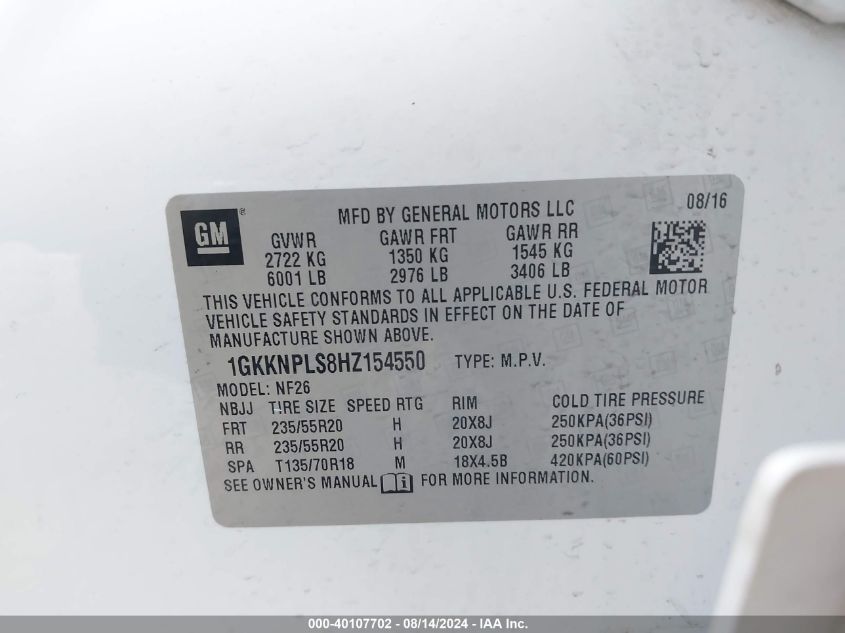 GM®
MFD BY GENERAL MOTORS LLC 08/16
GVWR GAWR FRT GAWR RR
2722 KG 1350 KG 1545 KG
6001 LB 2976 LB 3406 LB
THIS VEHICLE CONFORMS TO ALL APPLICABLE U.S. FEDERAL MOTOR
VEHICLE SAFETY STANDARDS IN EFFECT ON THE DATE OF
MANUFACTURE SHOWN ABOVE.
1GKKNPLS8HZ154550 TYPE: M.P.V.
MODEL: NF26
NBJJ TIRE SIZE SPEED RTG RIM COLD TIRE PRESSURE
FRT 235/55R20 H 20X8J 250KPA(36PSI)
RR 235/55R20 H 20X8J 250KPA(36PSI)
SPA T135/70R18 M 18X4.5B 420KPA(60PSI)
SEE OWNER'S MANUAL i FOR MORE INFORMATION.
000-40107702 - 08/14/2024 - IAA Inc.